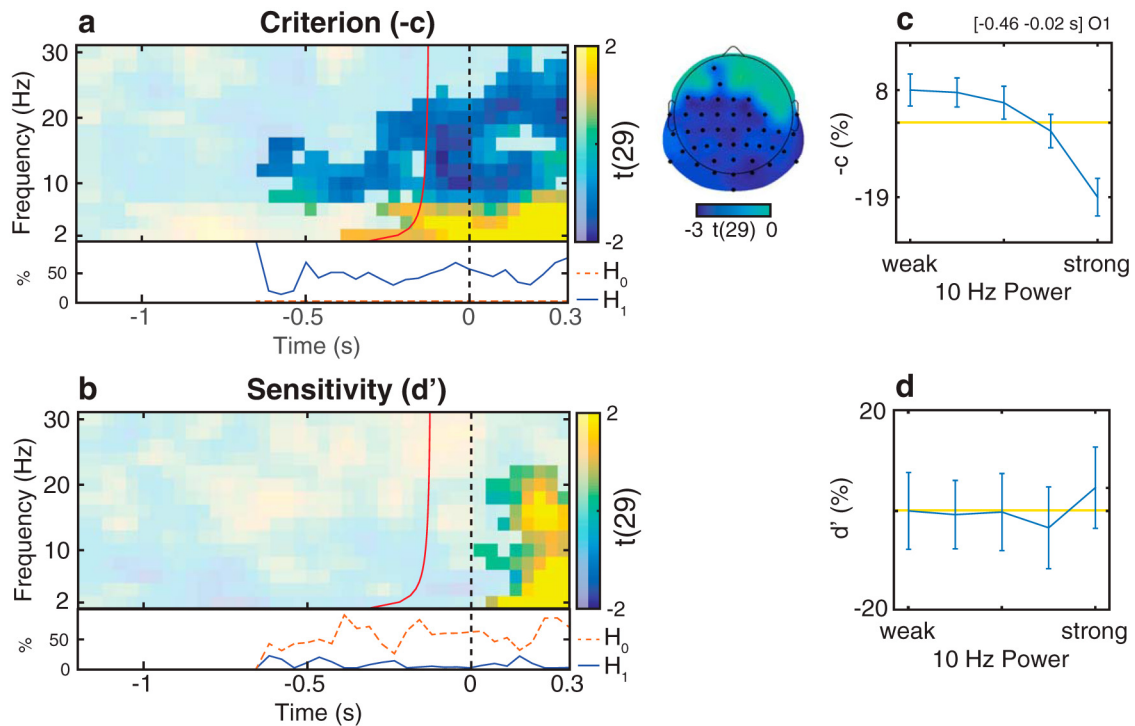 a
Criterion (-c)
Frequency (Hz)
30
20
10
2
2
-2
t(29)
%
50
0
H0
H1
-1
-0.5
0
0.3
Time (s)
-3 t(29) 0
c
[-0.46 -0.02 s] O1
-c (%)
8
-19
weak
strong
10 Hz Power
b
Sensitivity (d’)
Frequency (Hz)
30
20
10
2
2
-2
t(29)
%
50
0
H0
H1
-1
-0.5
0
0.3
Time (s)
d
d’ (%)
20
-20
weak
strong
10 Hz Power